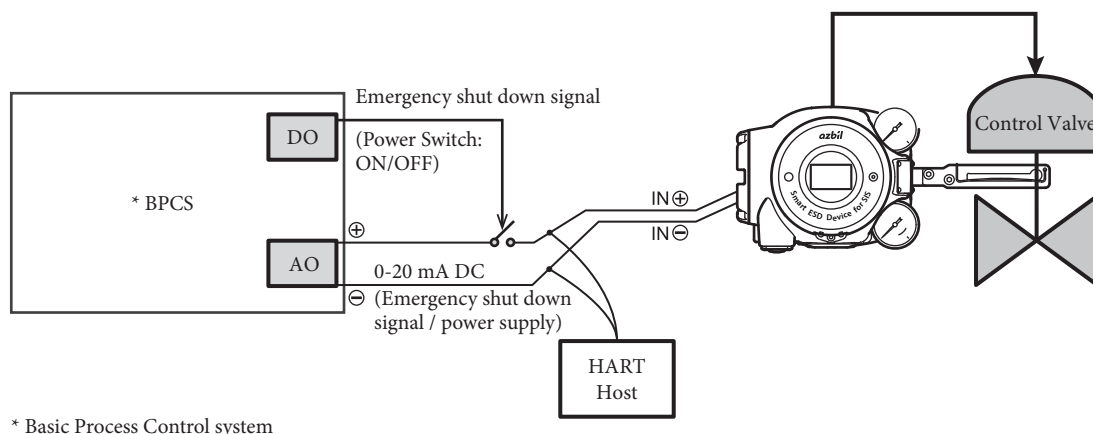 Emergency shut down signal
DO
(Power Switch:
ON/OFF)
* BPCS
⊕
AO
0-20 mA DC
⊖ (Emergency shut down
signal / power supply)
IN⊕
IN⊖
azbil
Smart ESD Device for SIS
Control Valve
HART
Host
* Basic Process Control system